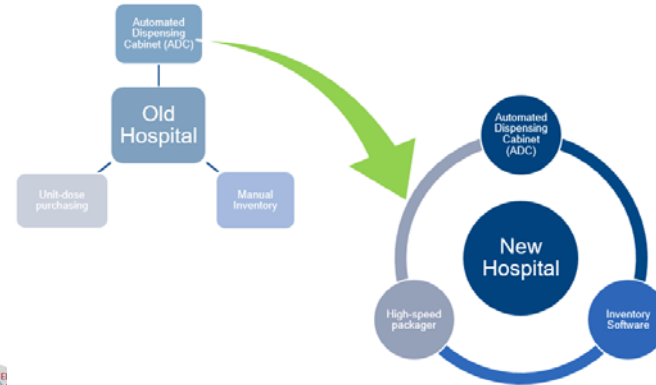 Automated
Dispensing
Cabinet (ADC)
Old
Hospital
Unit-dose
purchasing
Manual
Inventory
Automated
Dispensing
Cabinet
(ADC)
New
Hospital
High-speed
packager
Inventory
Software